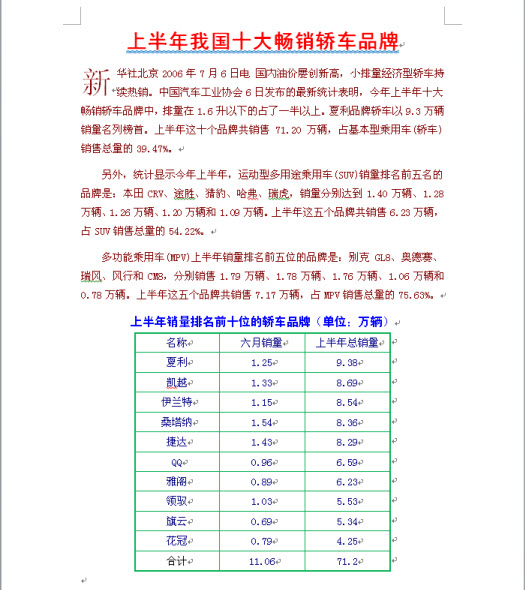 上半年我国十大畅销轿车品牌
新 华社北京 2006 年 7 月 6 日电 国内油价屡创新高，小排量经济型轿车持
续热销。中国汽车工业协会 6 日发布的最新统计表明，今年上半年十大
畅销轿车品牌中，排量在 1.6 升以下的占了一半以上。夏利品牌轿车以 9.3 万辆
销量名列榜首。上半年这十个品牌共销售 71.20 万辆，占基本型乘用车(轿车)
销售总量的 39.47%。
另外，统计显示今年上半年，运动型多用途乘用车(SUV)销量排名前五名的
品牌是：本田 CRV、途胜、猎豹、哈弗、瑞虎，销量分别达到 1.40 万辆、1.28
万辆、1.26 万辆、1.20 万辆和 1.09 万辆。上半年这五个品牌共销售 6.23 万辆，
占 SUV 销售总量的 54.22%。
多功能乘用车(MPV)上半年销量排名前五位的品牌是：别克 GL8、奥德赛、
瑞风、风行和 CM8，分别销售 1.79 万辆、1.78 万辆、1.76 万辆、1.06 万辆和
0.78 万辆。上半年这五个品牌共销售 7.17 万辆，占 MPV 销售总量的 75.63%。
上半年销量排名前十位的轿车品牌（单位：万辆）
名称 六月销量 上半年总销量
夏利 1.25 9.38
凯越 1.33 8.69
伊兰特 1.15 8.54
桑塔纳 1.54 8.36
捷达 1.43 8.29
QQ 0.96 6.59
雅阁 0.89 6.23
领驭 1.03 5.53
旗云 0.69 5.34
花冠 0.79 4.25
合计 11.06 71.2